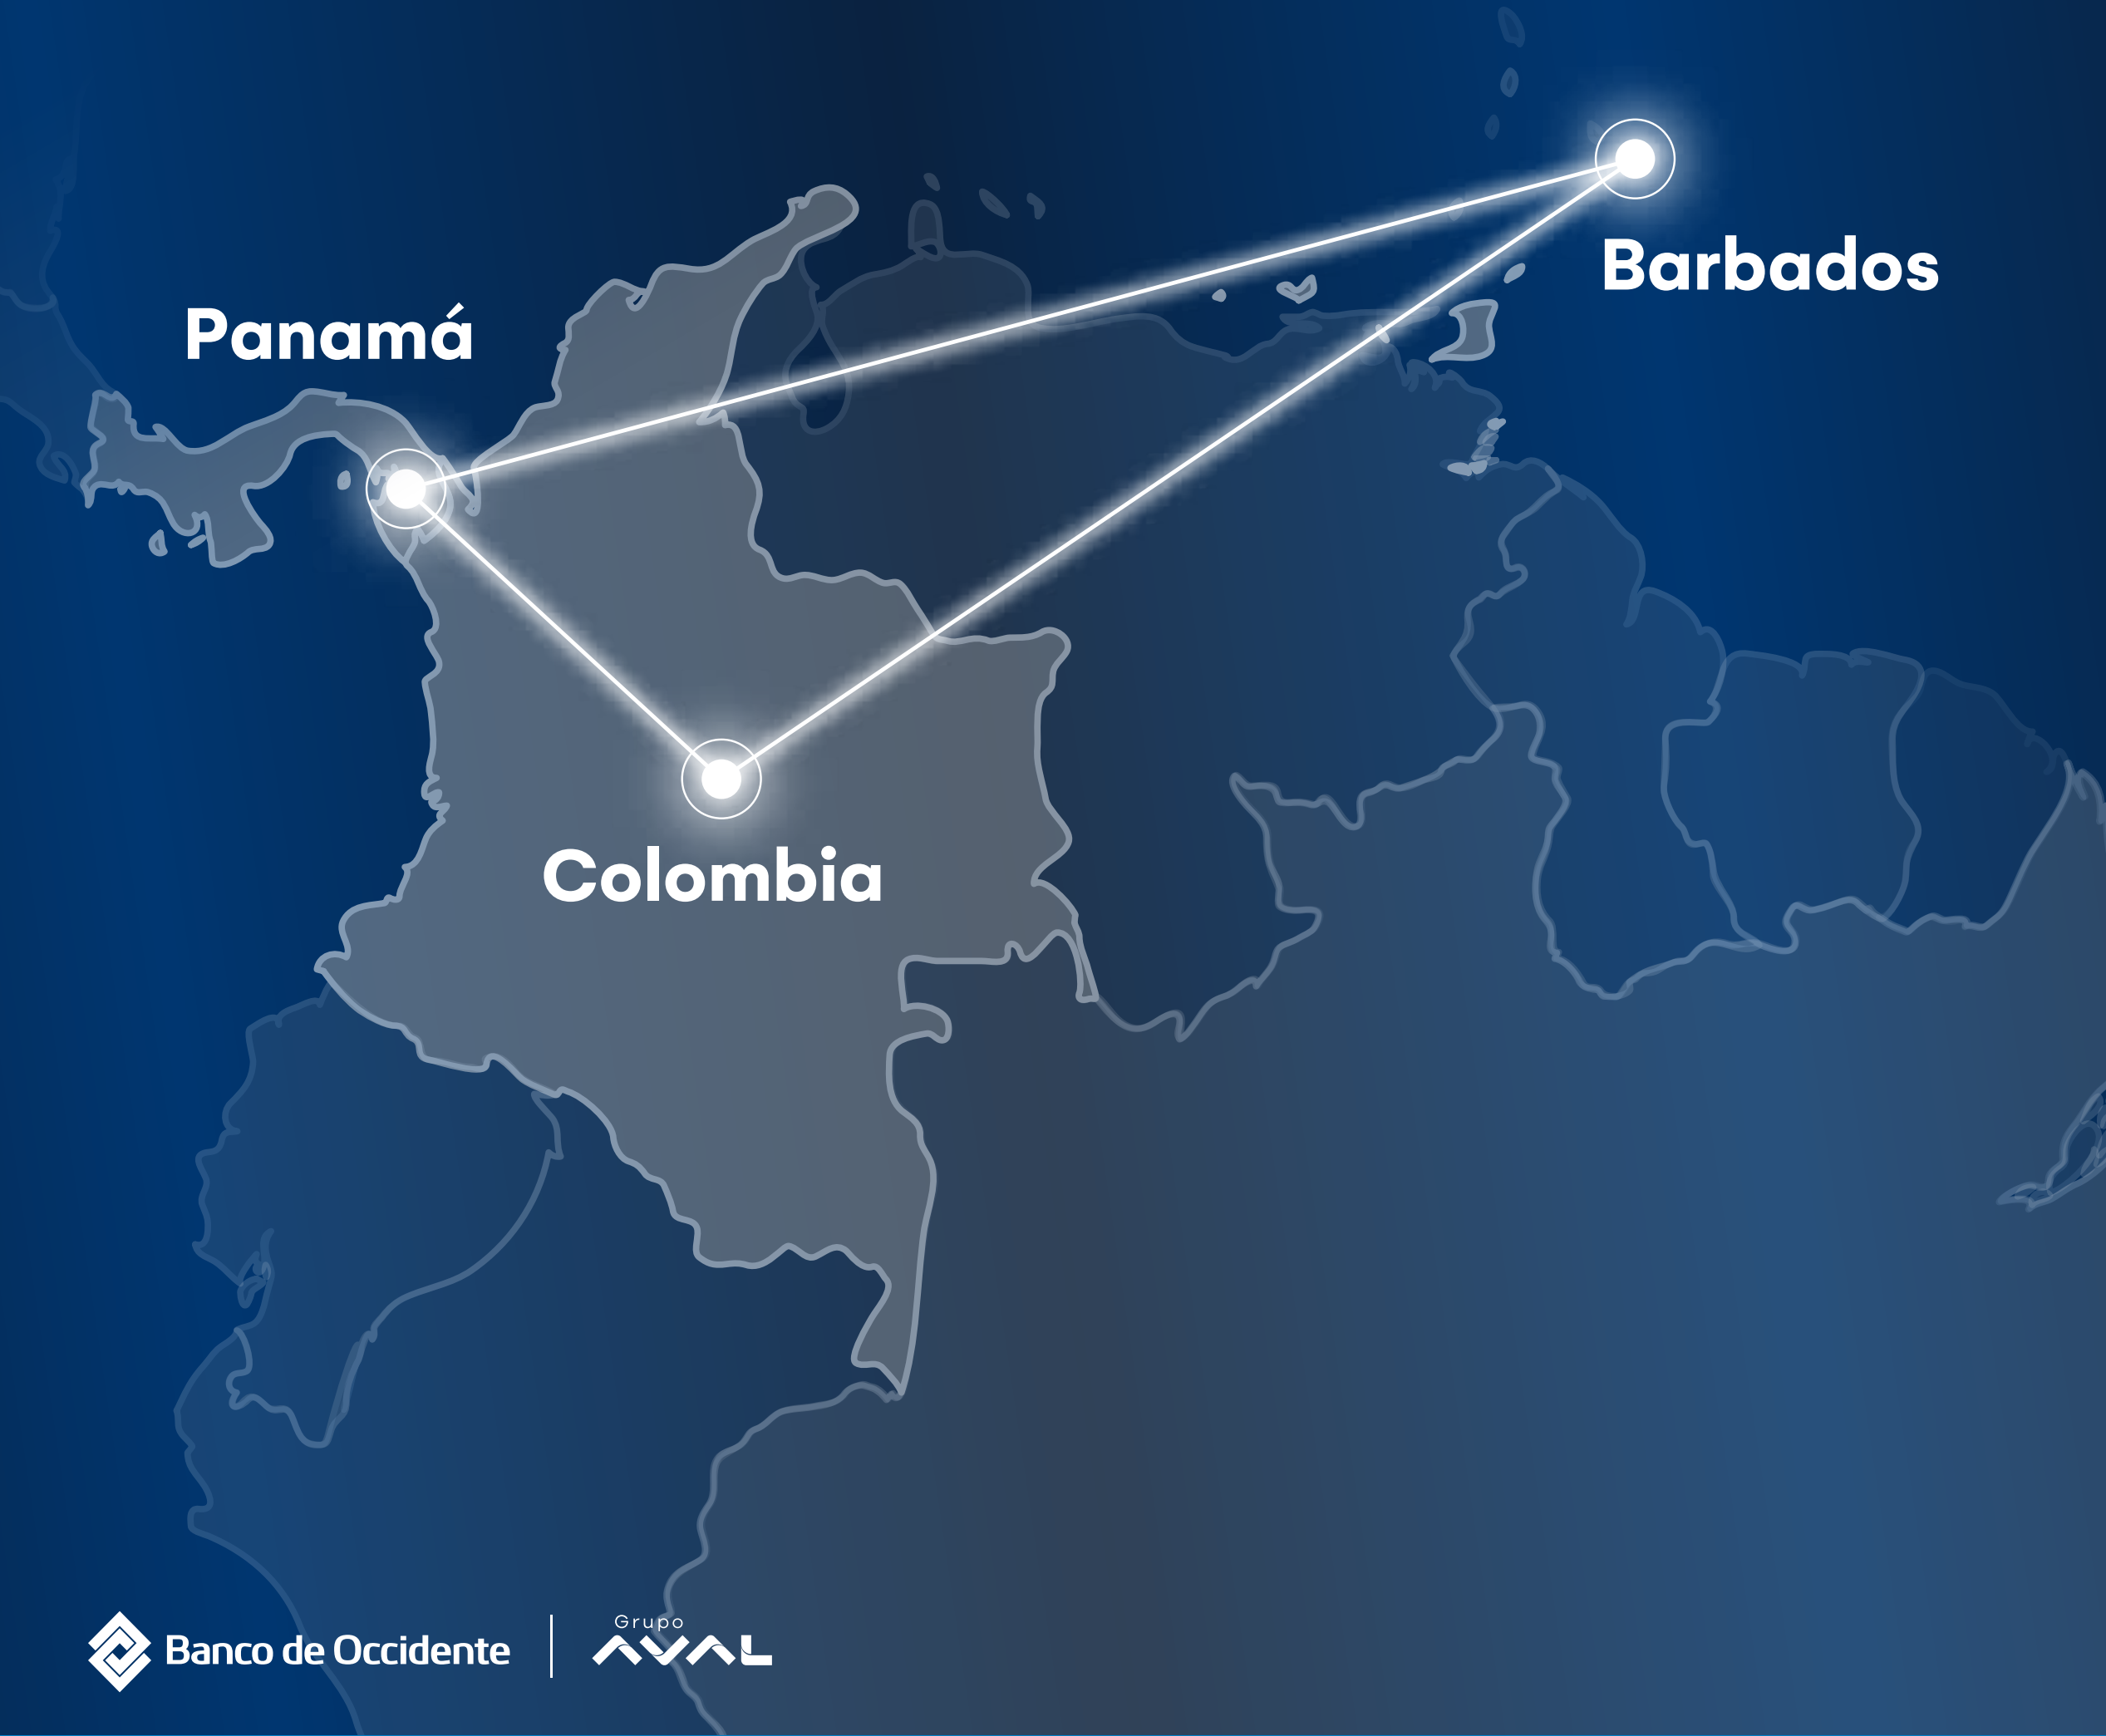 Barbados
Panamá
Colombia
Banco de Occidente
Grupo
AVAL